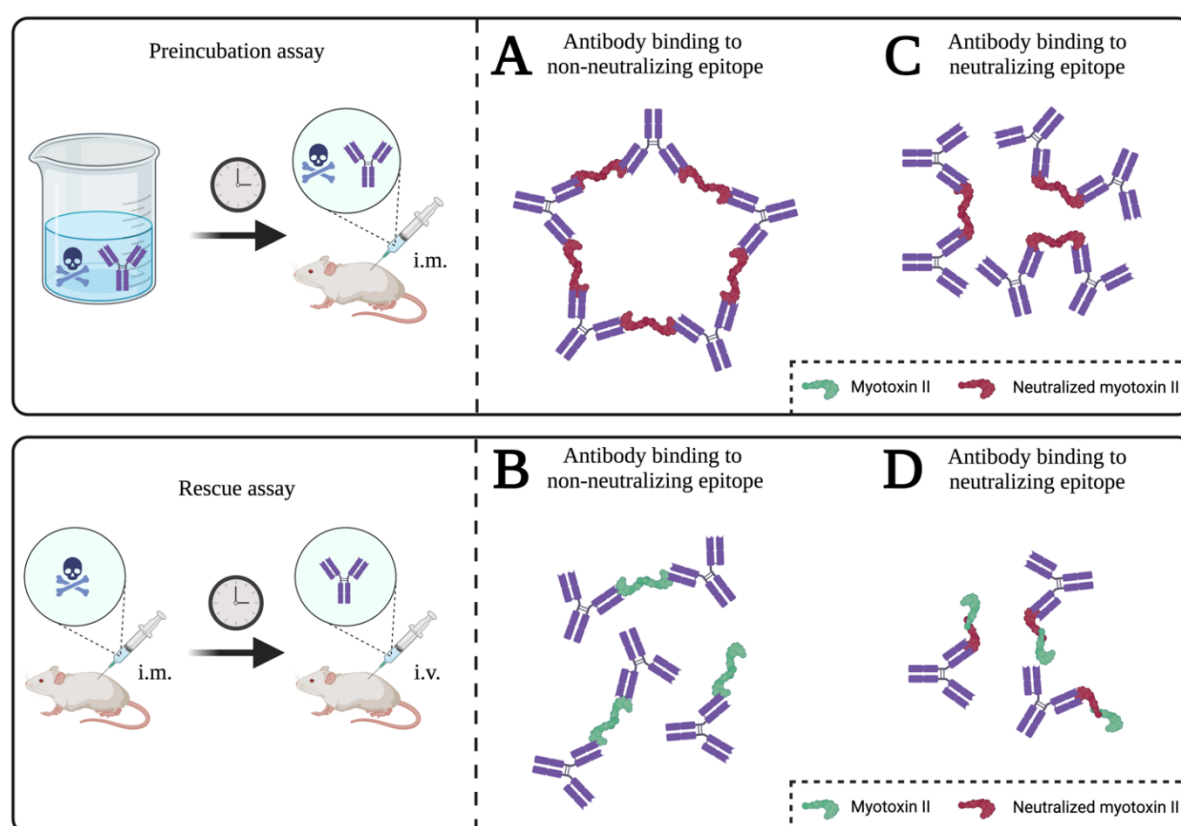 Preincubation assay
i.m.
A
Antibody binding to
non-neutralizing epitope
C
Antibody binding to
neutralizing epitope
Myotoxin II
Neutralized myotoxin II
Rescue assay
i.m.
i.v.
B
Antibody binding to
non-neutralizing epitope
D
Antibody binding to
neutralizing epitope
Myotoxin II
Neutralized myotoxin II